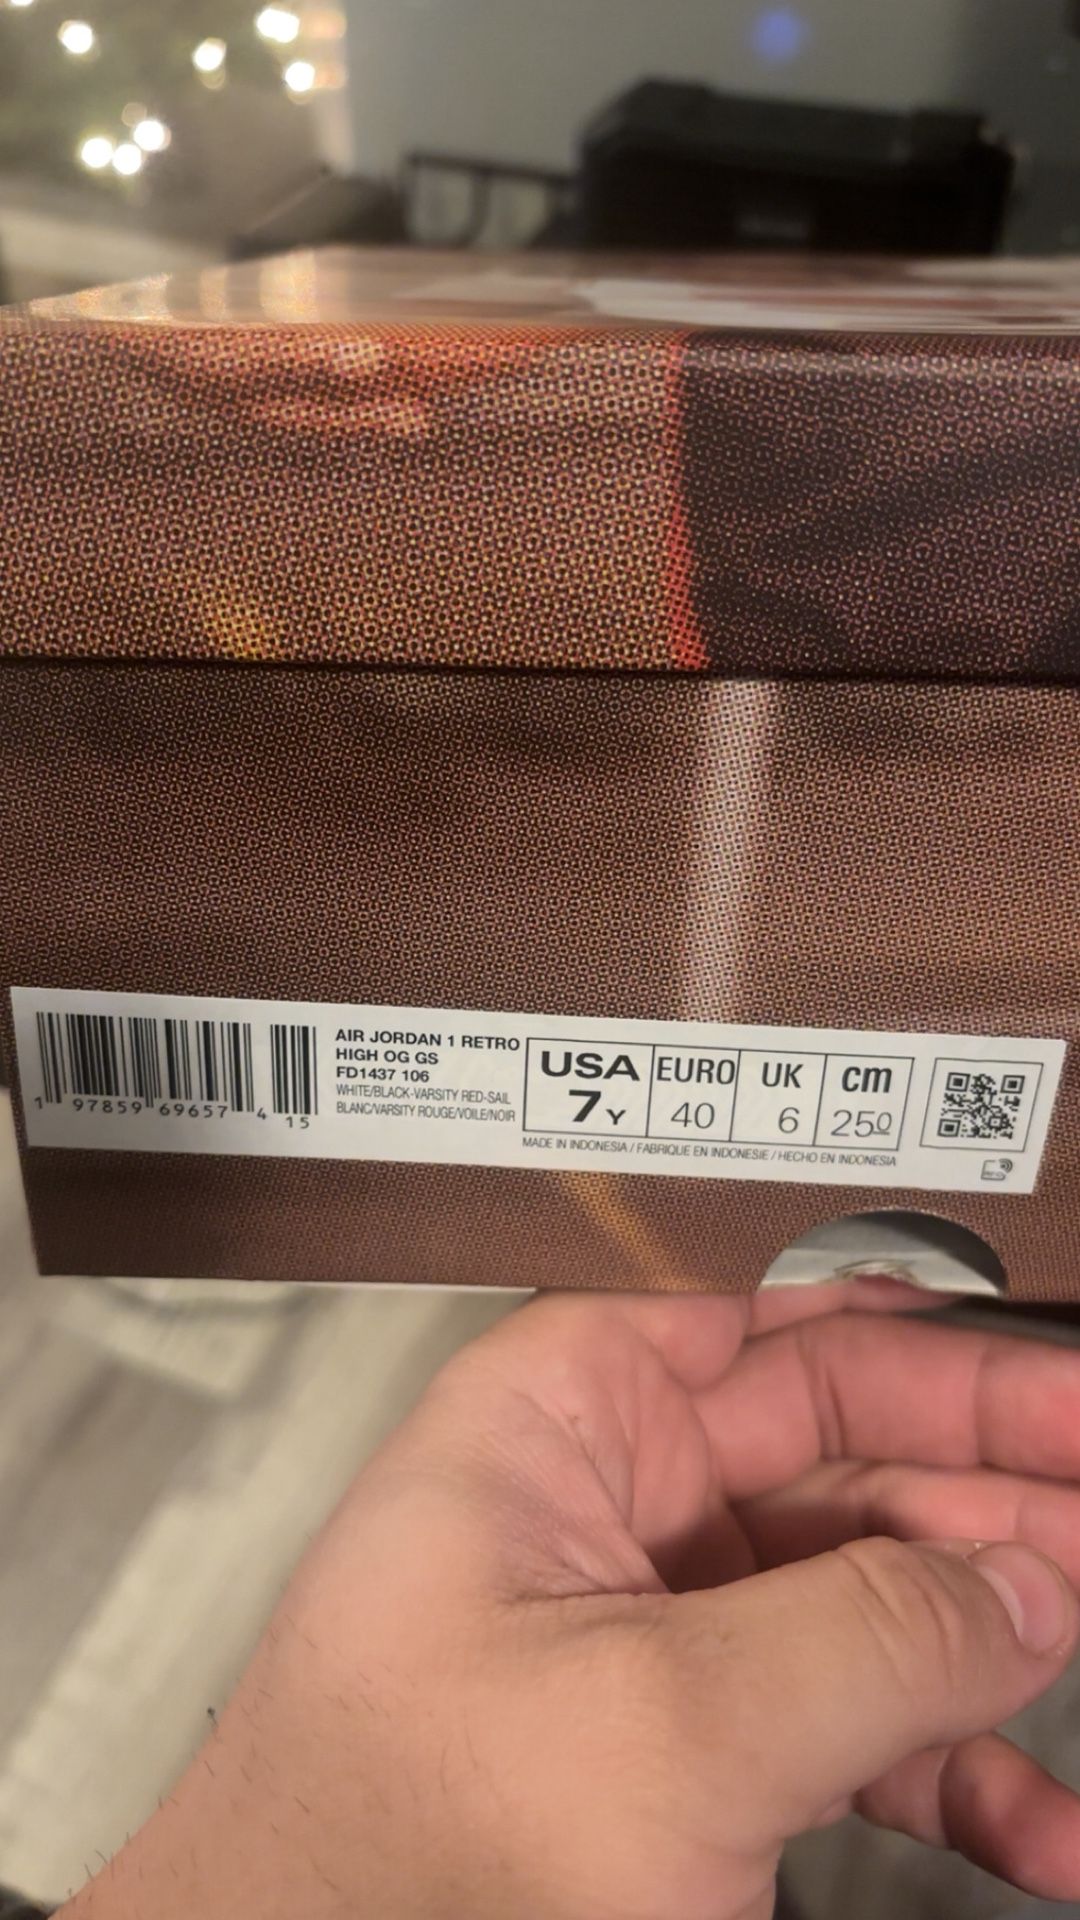 AIR JORDAN 1 RETRO
HIGH OG GS
FD1437 106
WHITE/BLACK-VARSITY RED-SAIL
BLANC/VARSITY ROUGE/VOILE/NOIR
1 97859 69657 4 15
USA EURO UK cm
7Y 40 6 250
MADE IN INDONESIA / FABRIQUE EN INDONESIE / HECHO EN INDONESIA